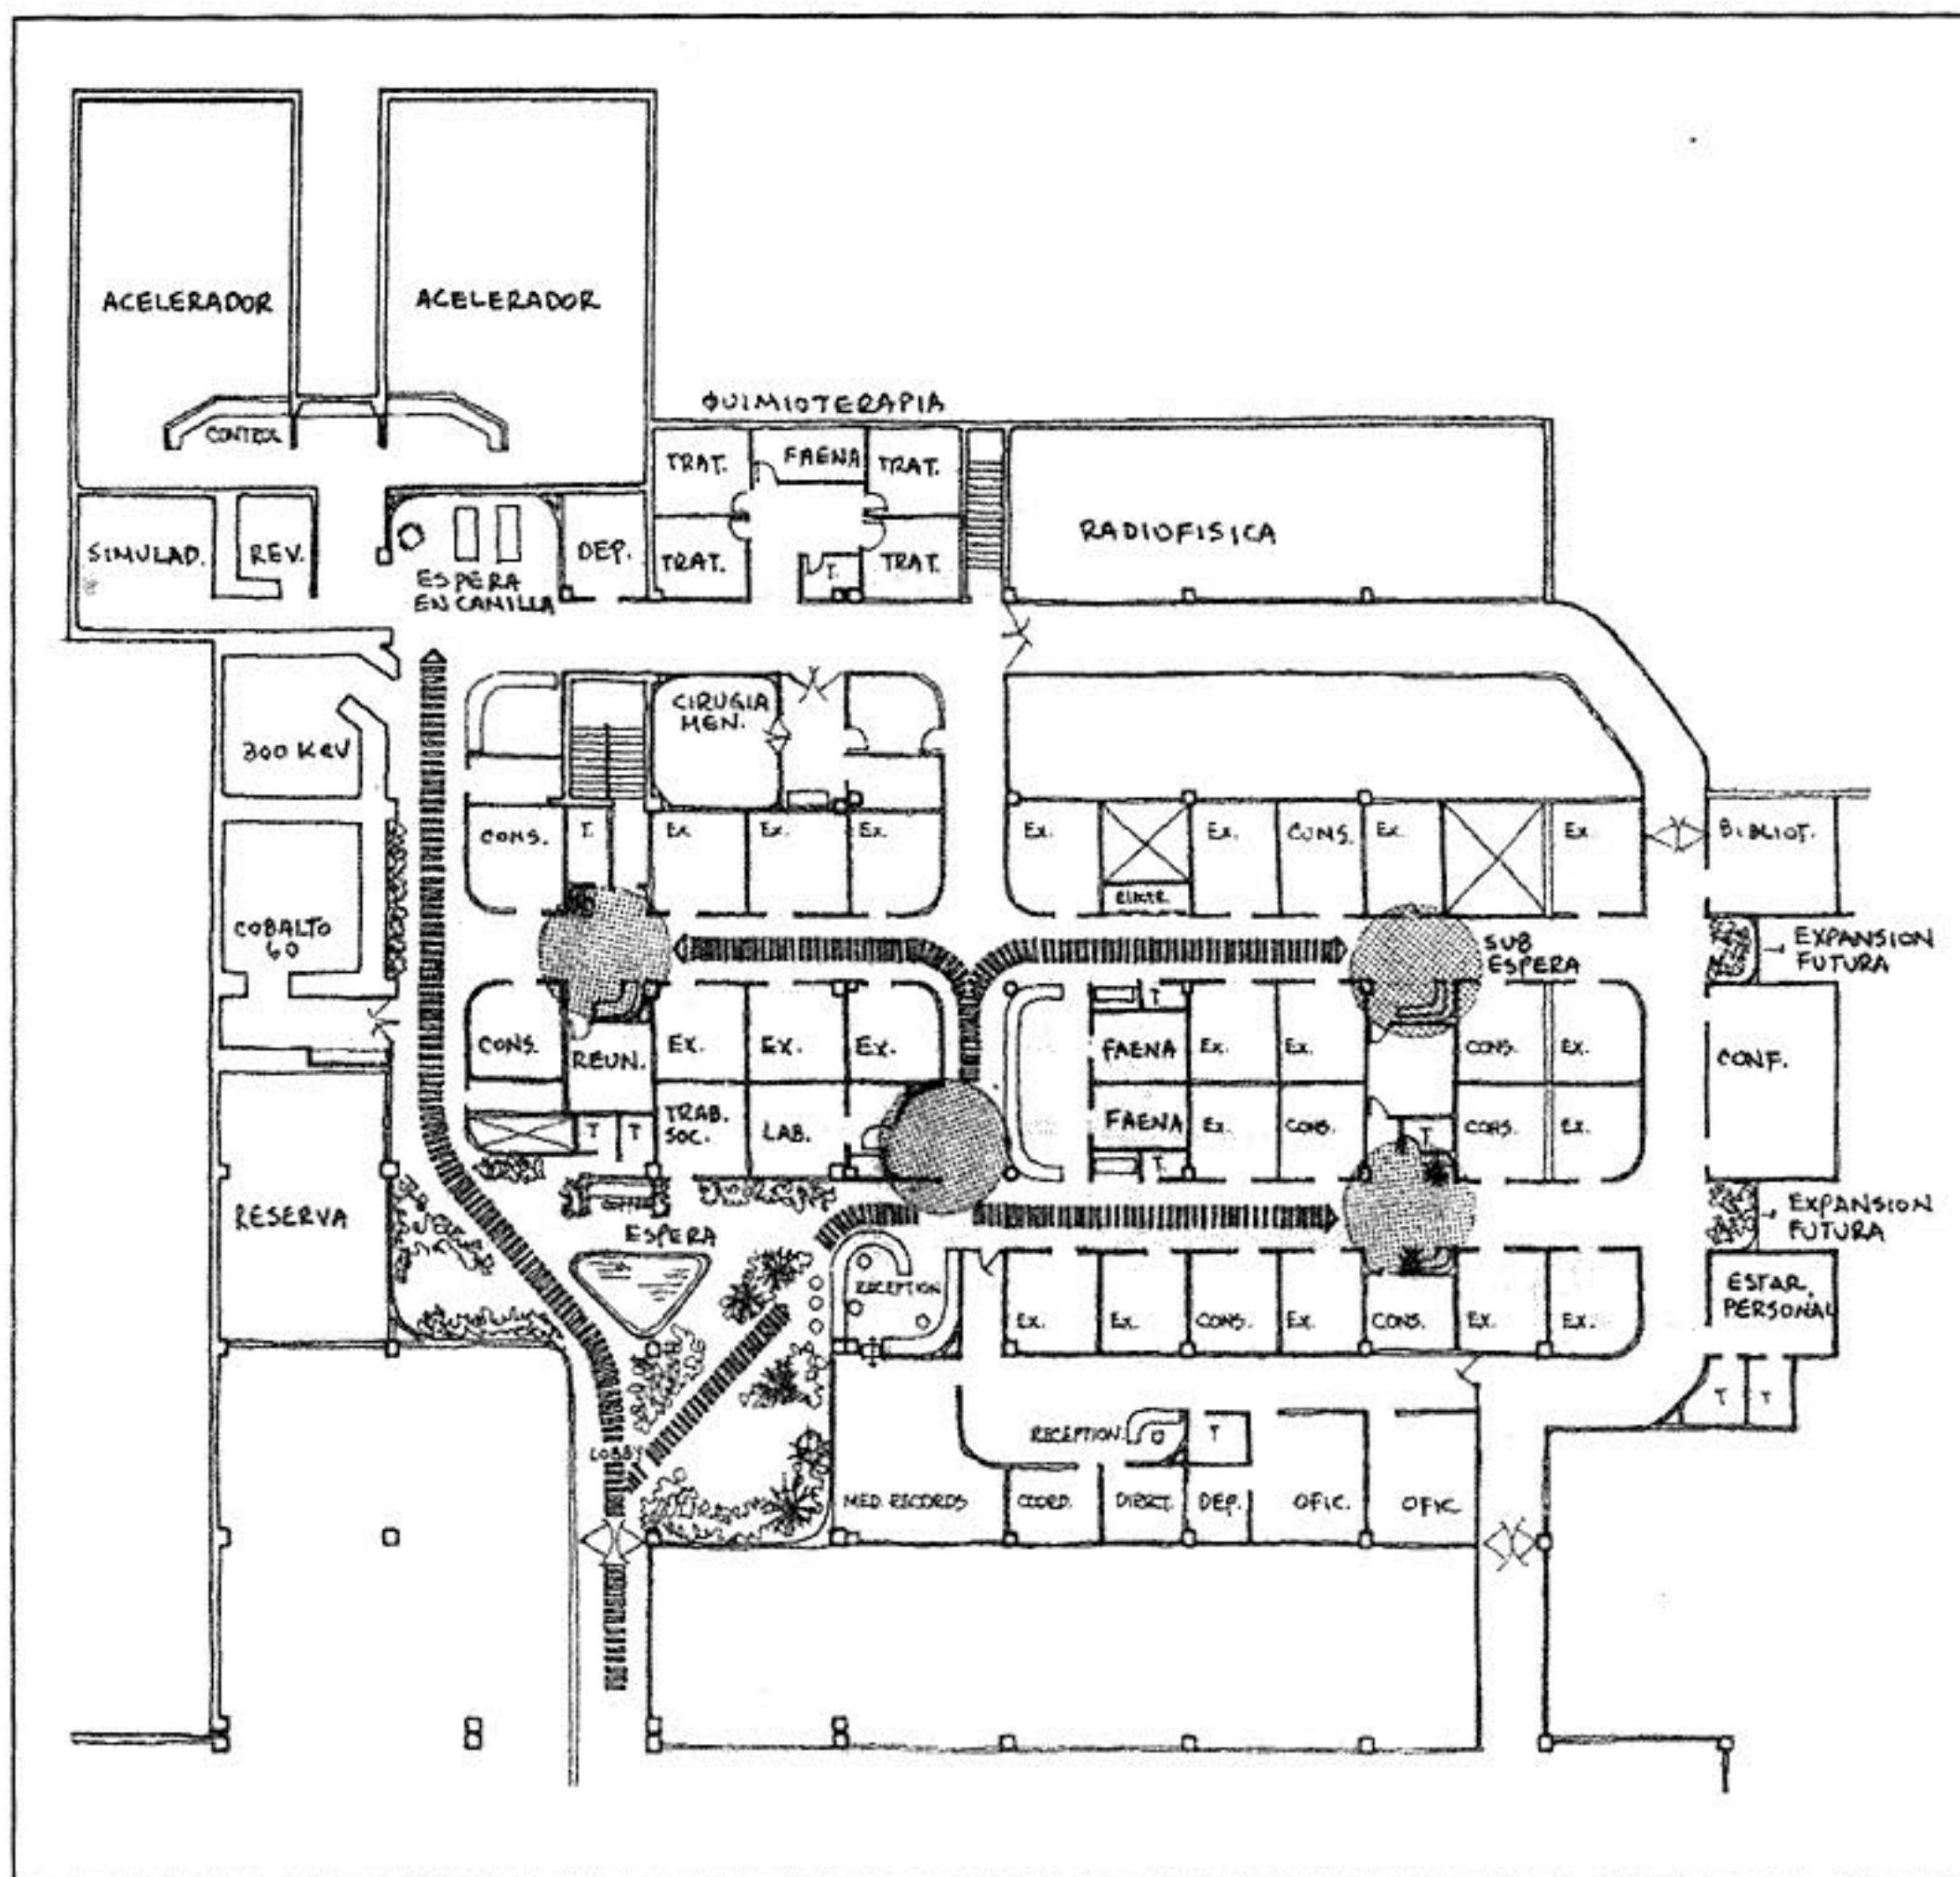 ACELERADOR
ACELERADOR
CONTROL
QUIMIOTERAPIA
TRAT.
FAENA
TRAT.
SIMULAD.
REV.
ESPERA
EN CAMILLA
DEP.
TRAT.
T.
TRAT.
RADIOFISICA
300 KeV
CIRUGIA
MEN.
CONS.
T.
Ex.
Ex.
Ex.
Ex.
Ex.
CONS.
Ex.
Ex.
BIBLIOT.
COBALTO
60
SUB
ESPERA
EXPANSION
FUTURA
CONS.
REUN.
EX.
EX.
EX.
T
FAENA
Ex.
Ex.
CONS.
Ex.
CONF.
T
T
TRAB.
SOC.
LAB.
FAENA
Ex.
CONS.
T
CONS.
Ex.
T.
RESERVA
ESPERA
EXPANSION
FUTURA
RECEPTION
Ex.
Ex.
CONS.
Ex.
CONS.
Ex.
Ex.
ESTAR.
PERSONAL
T
T
LOBBY
RECEPTION.
T
MED. RECORDS
COORD.
DIRECT.
DEP.
OFIC.
OFIC